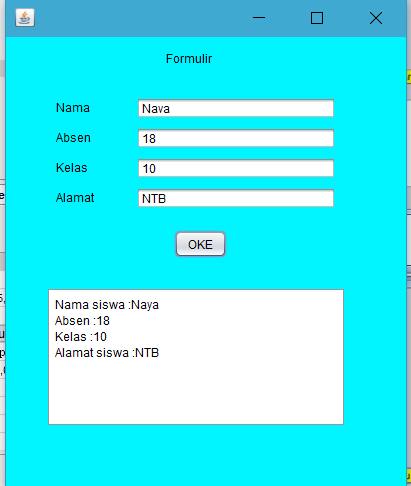 Formulir
Nama Naya
Absen 18
Kelas 10
Alamat NTB
OKE
Nama siswa :Naya
Absen :18
Kelas :10
Alamat siswa :NTB